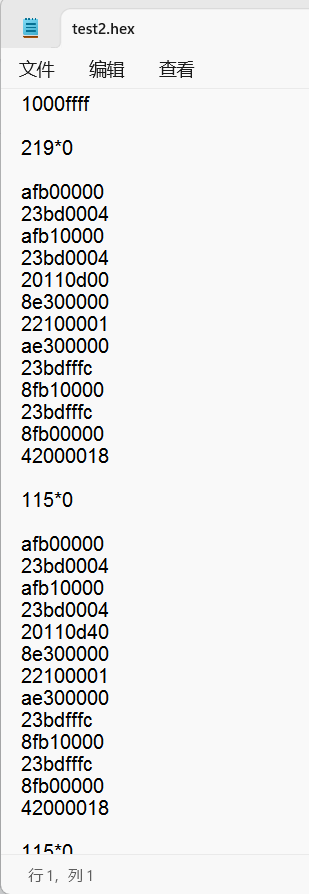 test2.hex
文件 编辑 查看
1000ffff
219*0
afb00000
23bd0004
afb10000
23bd0004
20110d00
8e300000
22100001
ae300000
23bdfffc
8fb10000
23bdfffc
8fb00000
42000018
115*0
afb00000
23bd0004
afb10000
23bd0004
20110d40
8e300000
22100001
ae300000
23bdfffc
8fb10000
23bdfffc
8fb00000
42000018
115*0
行 1, 列 1